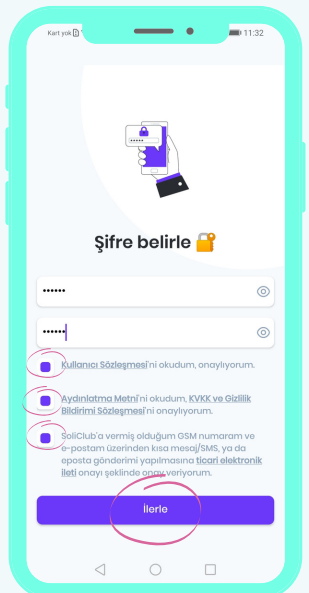 Kart yok
11:32
Şifre belirle
Kullanıcı Sözleşmesi'ni okudum, onaylıyorum.
Aydınlatma Metni'ni okudum, KVKK ve Gizlilik
Bildirimi Sözleşmesi'ni onaylıyorum.
SoliClub'a vermiş olduğum GSM numaram ve
e-postam üzerinden kısa mesaj/SMS, ya da
eposta gönderimi yapılmasına ticari elektronik
ileti onayı şeklinde onay veriyorum.
İlerle